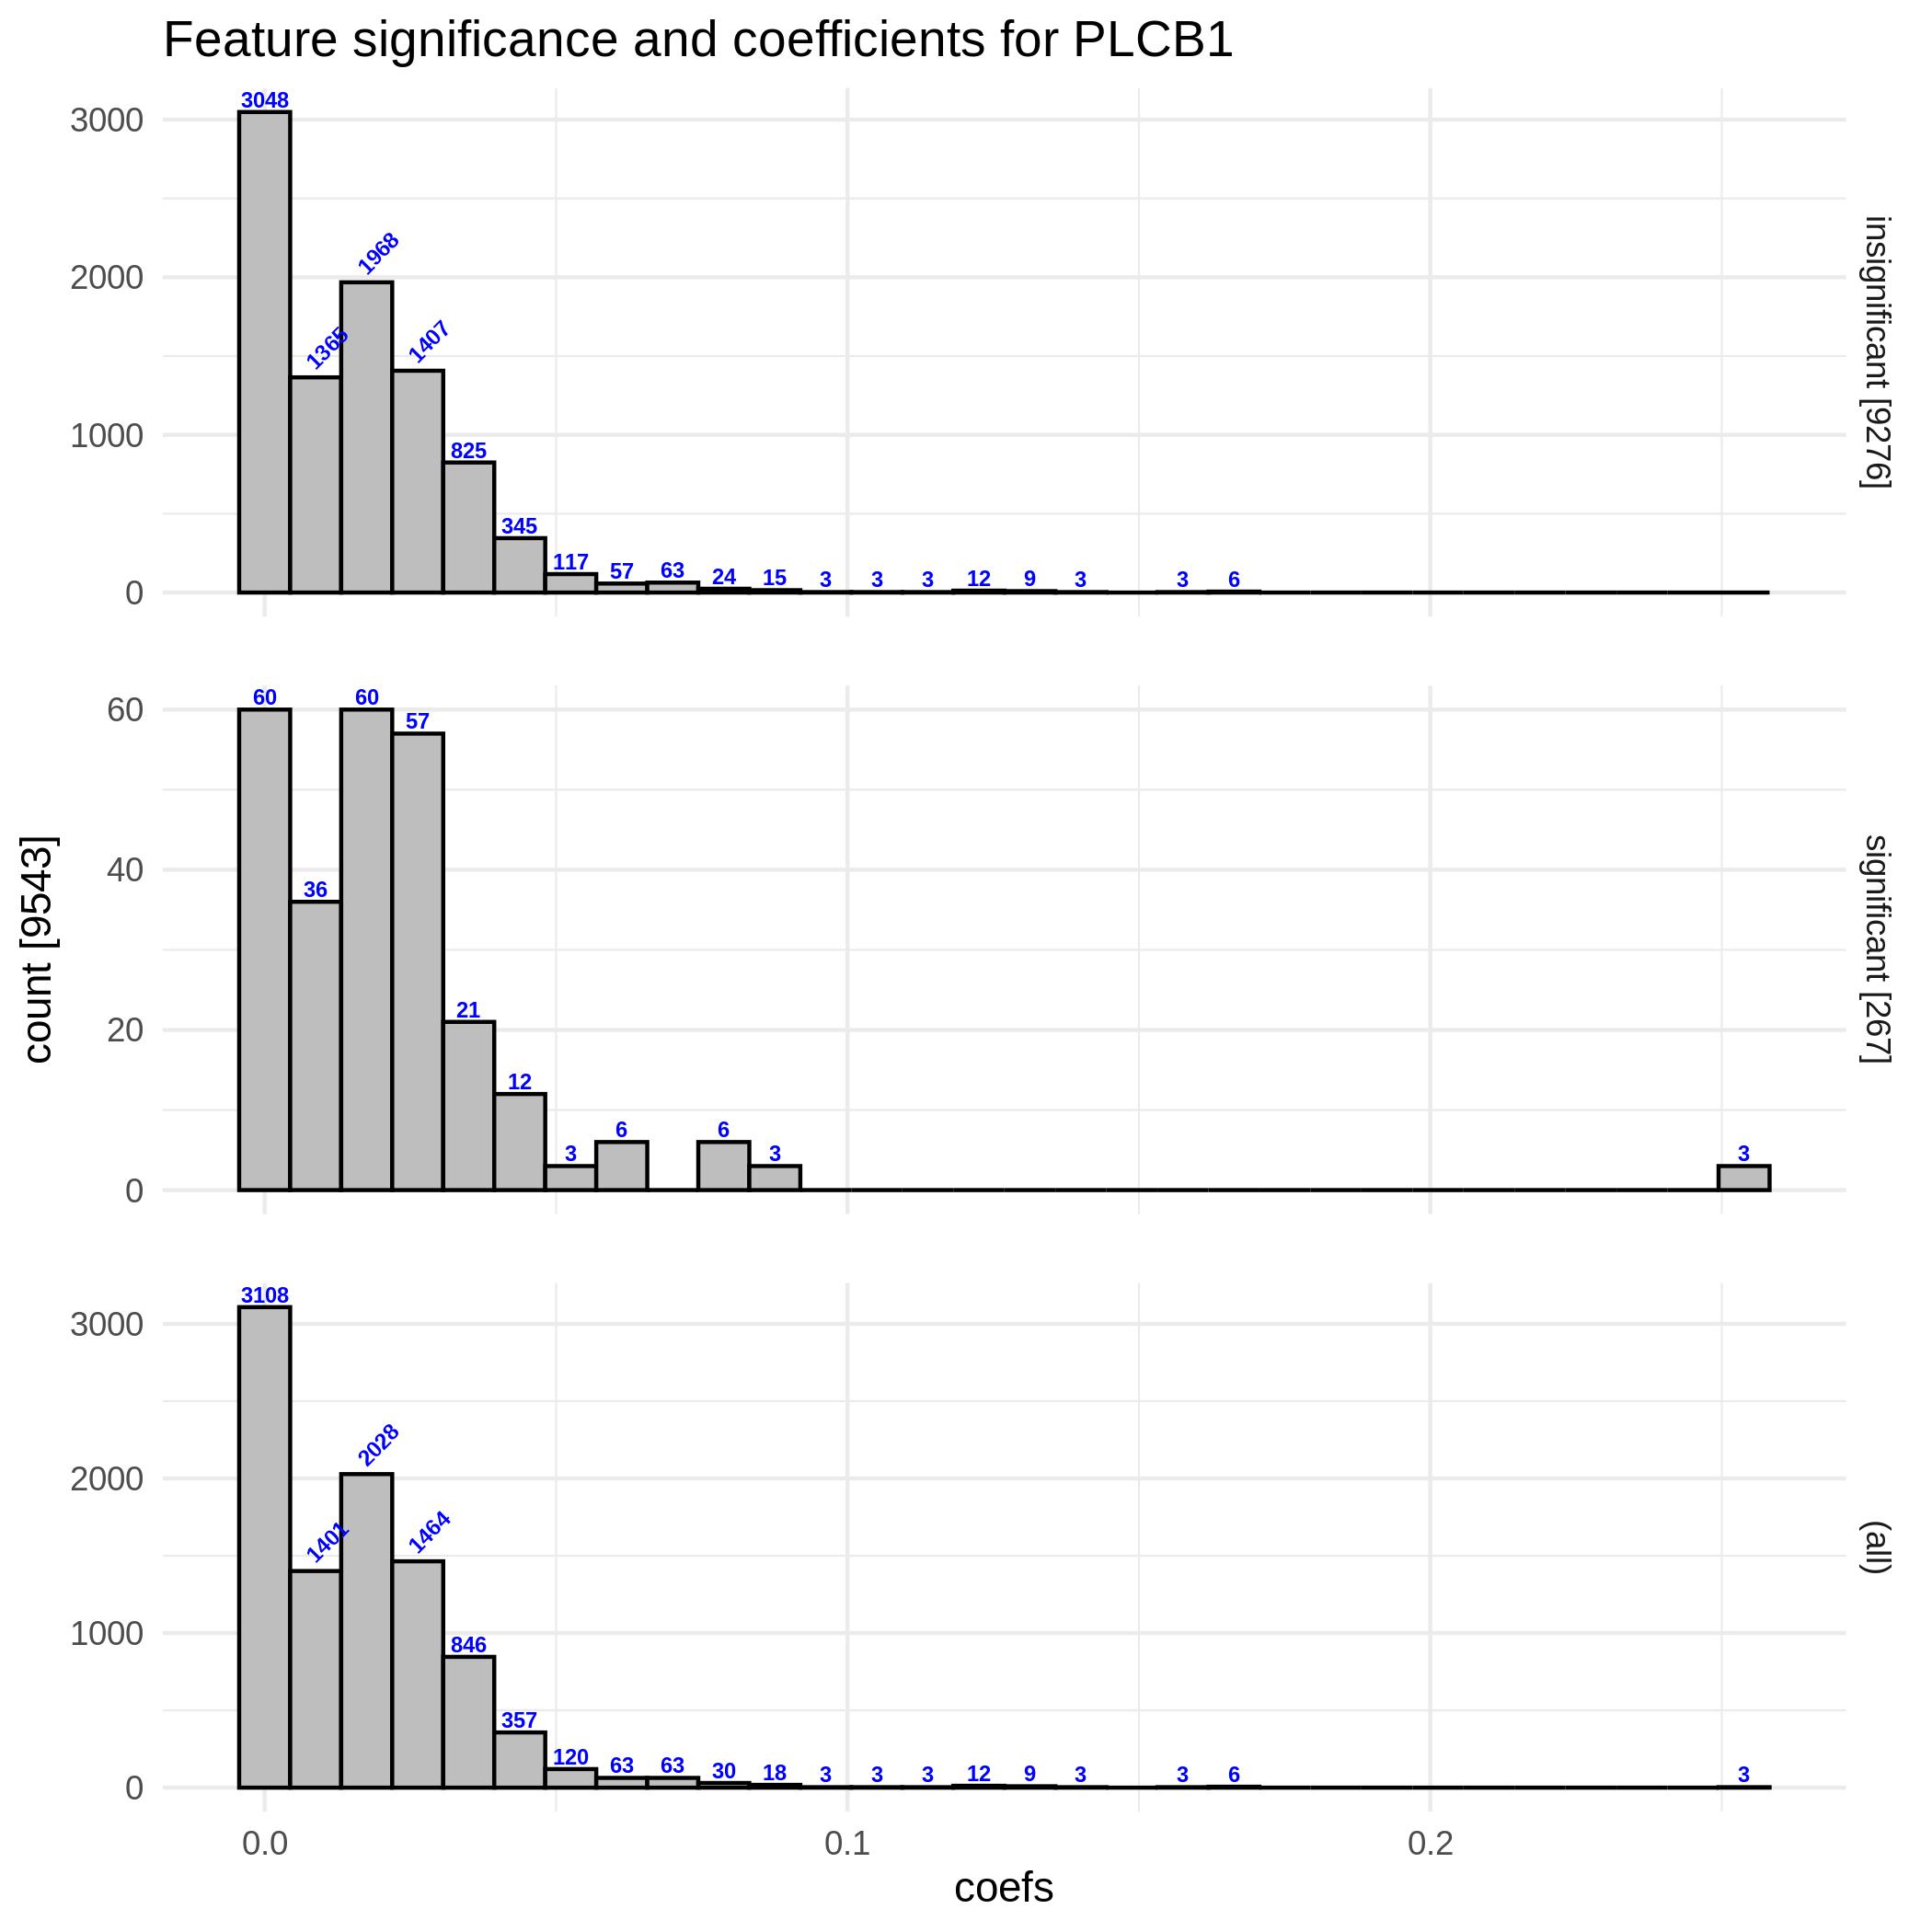 Feature significance and coefficients for PLCB1
3048
3000
1968
2000
1365
1407
1000
825
345
117 57 63 24 15 3 3 3 12 9 3 3 6
0
insignificant [9276]
60 60
60
57
40
36
21
20
12
3 6 6 3 3
0
significant [267]
count [9543]
3108
3000
2028
2000
1401
1464
1000
846
357
120 63 63 30 18 3 3 3 12 9 3 3 6 3
0
(all)
0.0 0.1 0.2
coefs